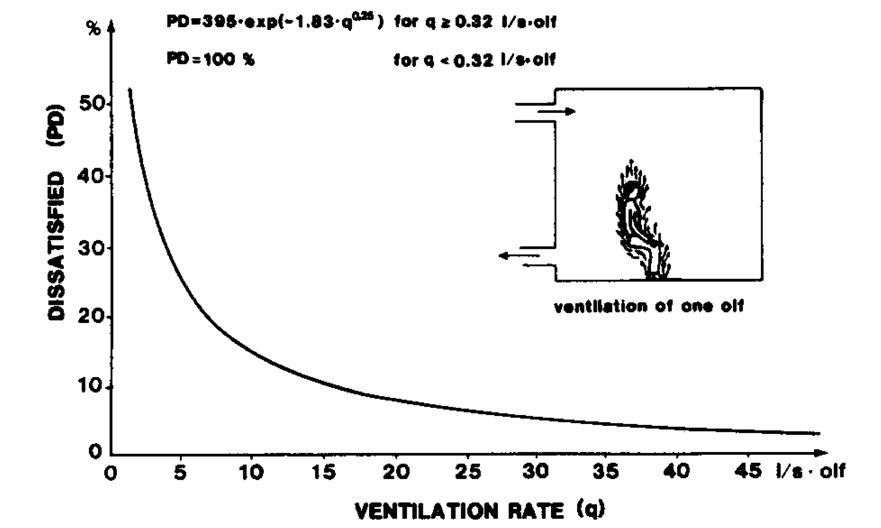 PD=395·exp(-1.83·q^0.25) for q ≥ 0.32 l/s·olf
PD=100 % for q < 0.32 l/s·olf
%
50
40
30
20
10
0
DISSATISFIED (PD)
ventilation of one olf
0 5 10 15 20 25 30 35 40 45 l/s·olf
VENTILATION RATE (q)